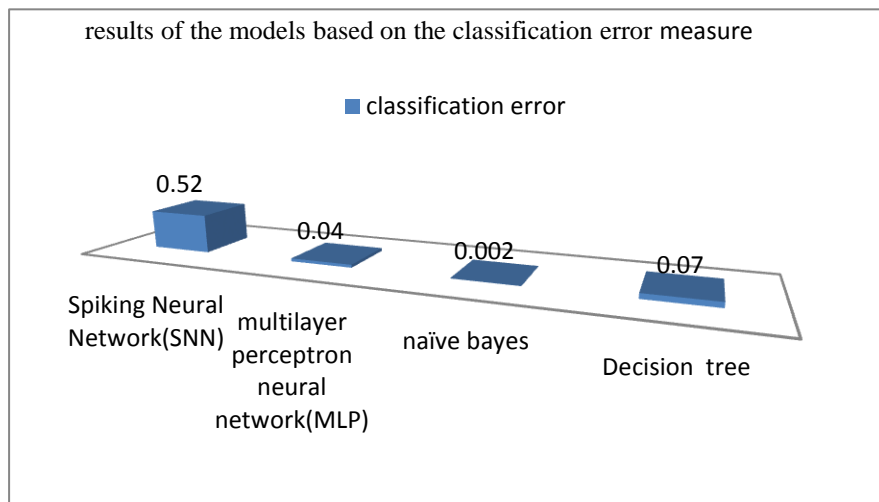 results of the models based on the classification error measure
classification error
0.52
0.04
0.002
0.07
Spiking Neural
Network(SNN)
multilayer
perceptron
neural
network(MLP)
naïve bayes
Decision tree